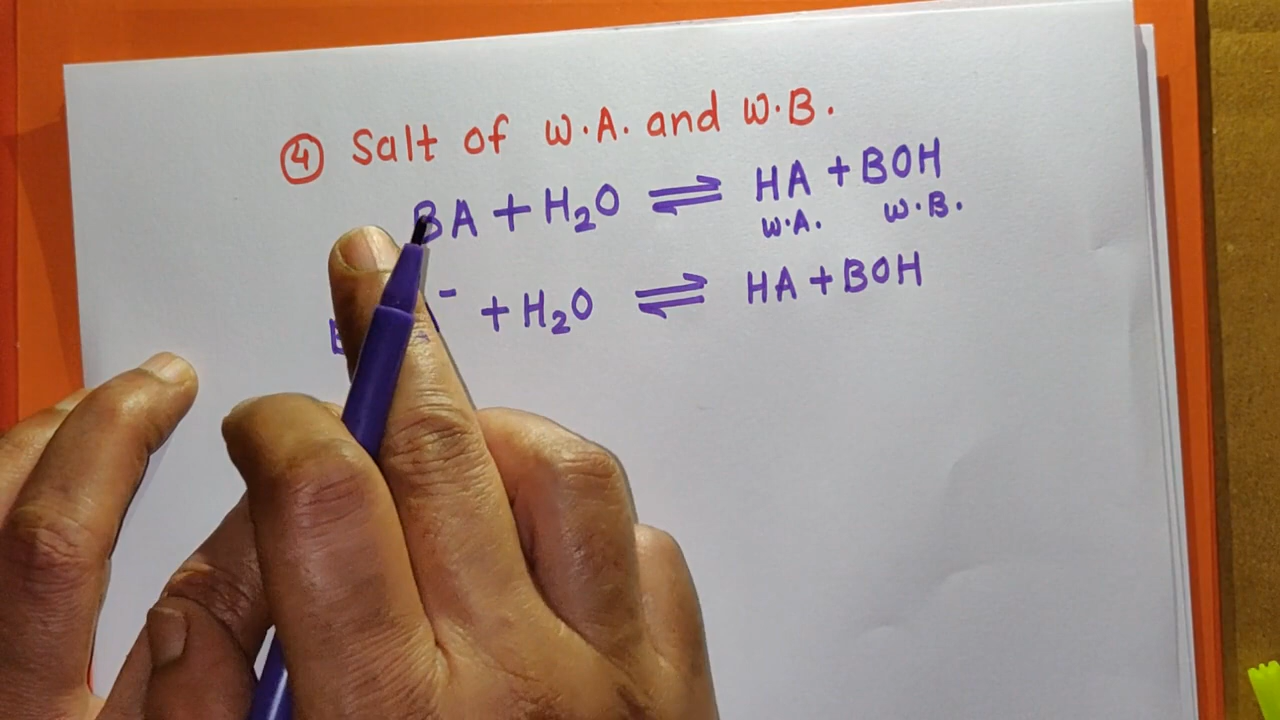 ④ Salt of W.A. and W.B.
BA + H₂O ⇌ HA + BOH
W.A. W.B.
⁻ + H₂O ⇌ HA + BOH